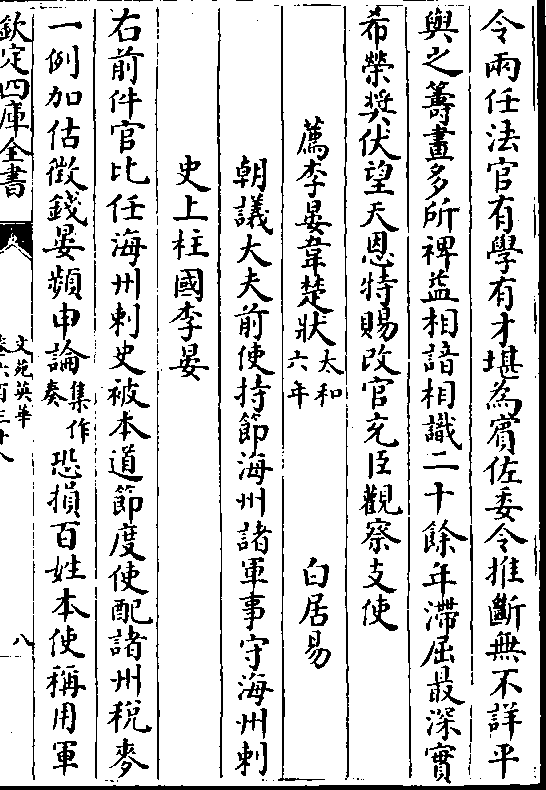 令兩任法官有學有才堪為賓佐委令推斷無不詳平
與之籌畫多所裨益相諳相識二十餘年滯屈最深實
希榮奬伏望天恩特賜改官充臣觀察支使
薦李晏韋楚狀大和六年 白居易
朝議大夫前使持節海州諸軍事守海州刺
史上柱國李晏
右前件官比任海州刺史被本道節度使配諸州税麥
一例加估徵錢晏頻申論集作奏恐損百姓本使稱用軍
欽定四庫全書
文苑英華
卷六百三十八
八